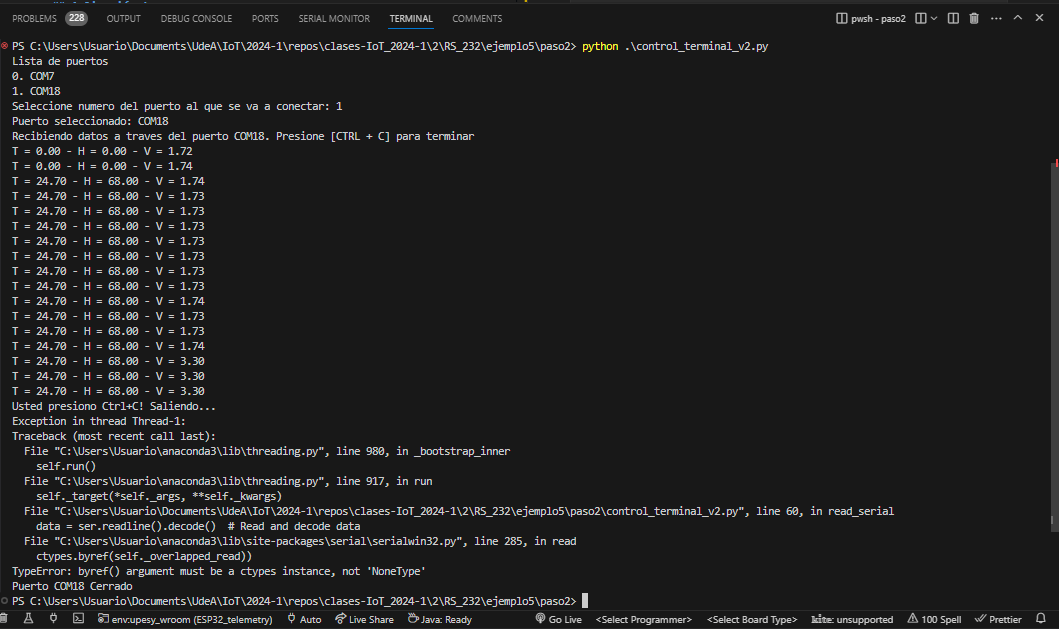 PROBLEMS 228 OUTPUT DEBUG CONSOLE PORTS SERIAL MONITOR TERMINAL COMMENTS pwsh - paso2
PS C:\Users\Usuario\Documents\UdeA\IoT\2024-1\repos\clases-IoT_2024-1\2\RS_232\ejemplo5\paso2> python .\control_terminal_v2.py
Lista de puertos
0. COM7
1. COM18
Seleccione numero del puerto al que se va a conectar: 1
Puerto seleccionado: COM18
Recibiendo datos a traves del puerto COM18. Presione [CTRL + C] para terminar
T = 0.00 - H = 0.00 - V = 1.72
T = 0.00 - H = 0.00 - V = 1.74
T = 24.70 - H = 68.00 - V = 1.74
T = 24.70 - H = 68.00 - V = 1.73
T = 24.70 - H = 68.00 - V = 1.73
T = 24.70 - H = 68.00 - V = 1.73
T = 24.70 - H = 68.00 - V = 1.73
T = 24.70 - H = 68.00 - V = 1.73
T = 24.70 - H = 68.00 - V = 1.73
T = 24.70 - H = 68.00 - V = 1.73
T = 24.70 - H = 68.00 - V = 1.74
T = 24.70 - H = 68.00 - V = 1.73
T = 24.70 - H = 68.00 - V = 1.73
T = 24.70 - H = 68.00 - V = 1.74
T = 24.70 - H = 68.00 - V = 3.30
T = 24.70 - H = 68.00 - V = 3.30
T = 24.70 - H = 68.00 - V = 3.30
Usted presiono Ctrl+C! Saliendo...
Exception in thread Thread-1:
Traceback (most recent call last):
  File "C:\Users\Usuario\anaconda3\lib\threading.py", line 980, in _bootstrap_inner
    self.run()
  File "C:\Users\Usuario\anaconda3\lib\threading.py", line 917, in run
    self._target(*self._args, **self._kwargs)
  File "C:\Users\Usuario\Documents\UdeA\IoT\2024-1\repos\clases-IoT_2024-1\2\RS_232\ejemplo5\paso2\control_terminal_v2.py", line 60, in read_serial
    data = ser.readline().decode()  # Read and decode data
  File "C:\Users\Usuario\anaconda3\lib\site-packages\serial\serialwin32.py", line 285, in read
    ctypes.byref(self._overlapped_read))
TypeError: byref() argument must be a ctypes instance, not 'NoneType'
Puerto COM18 Cerrado
PS C:\Users\Usuario\Documents\UdeA\IoT\2024-1\repos\clases-IoT_2024-1\2\RS_232\ejemplo5\paso2>
env:upesy_wroom (ESP32_telemetry) Auto Live Share Java: Ready Go Live <Select Programmer> <Select Board Type> kite: unsupported 100 Spell Prettier